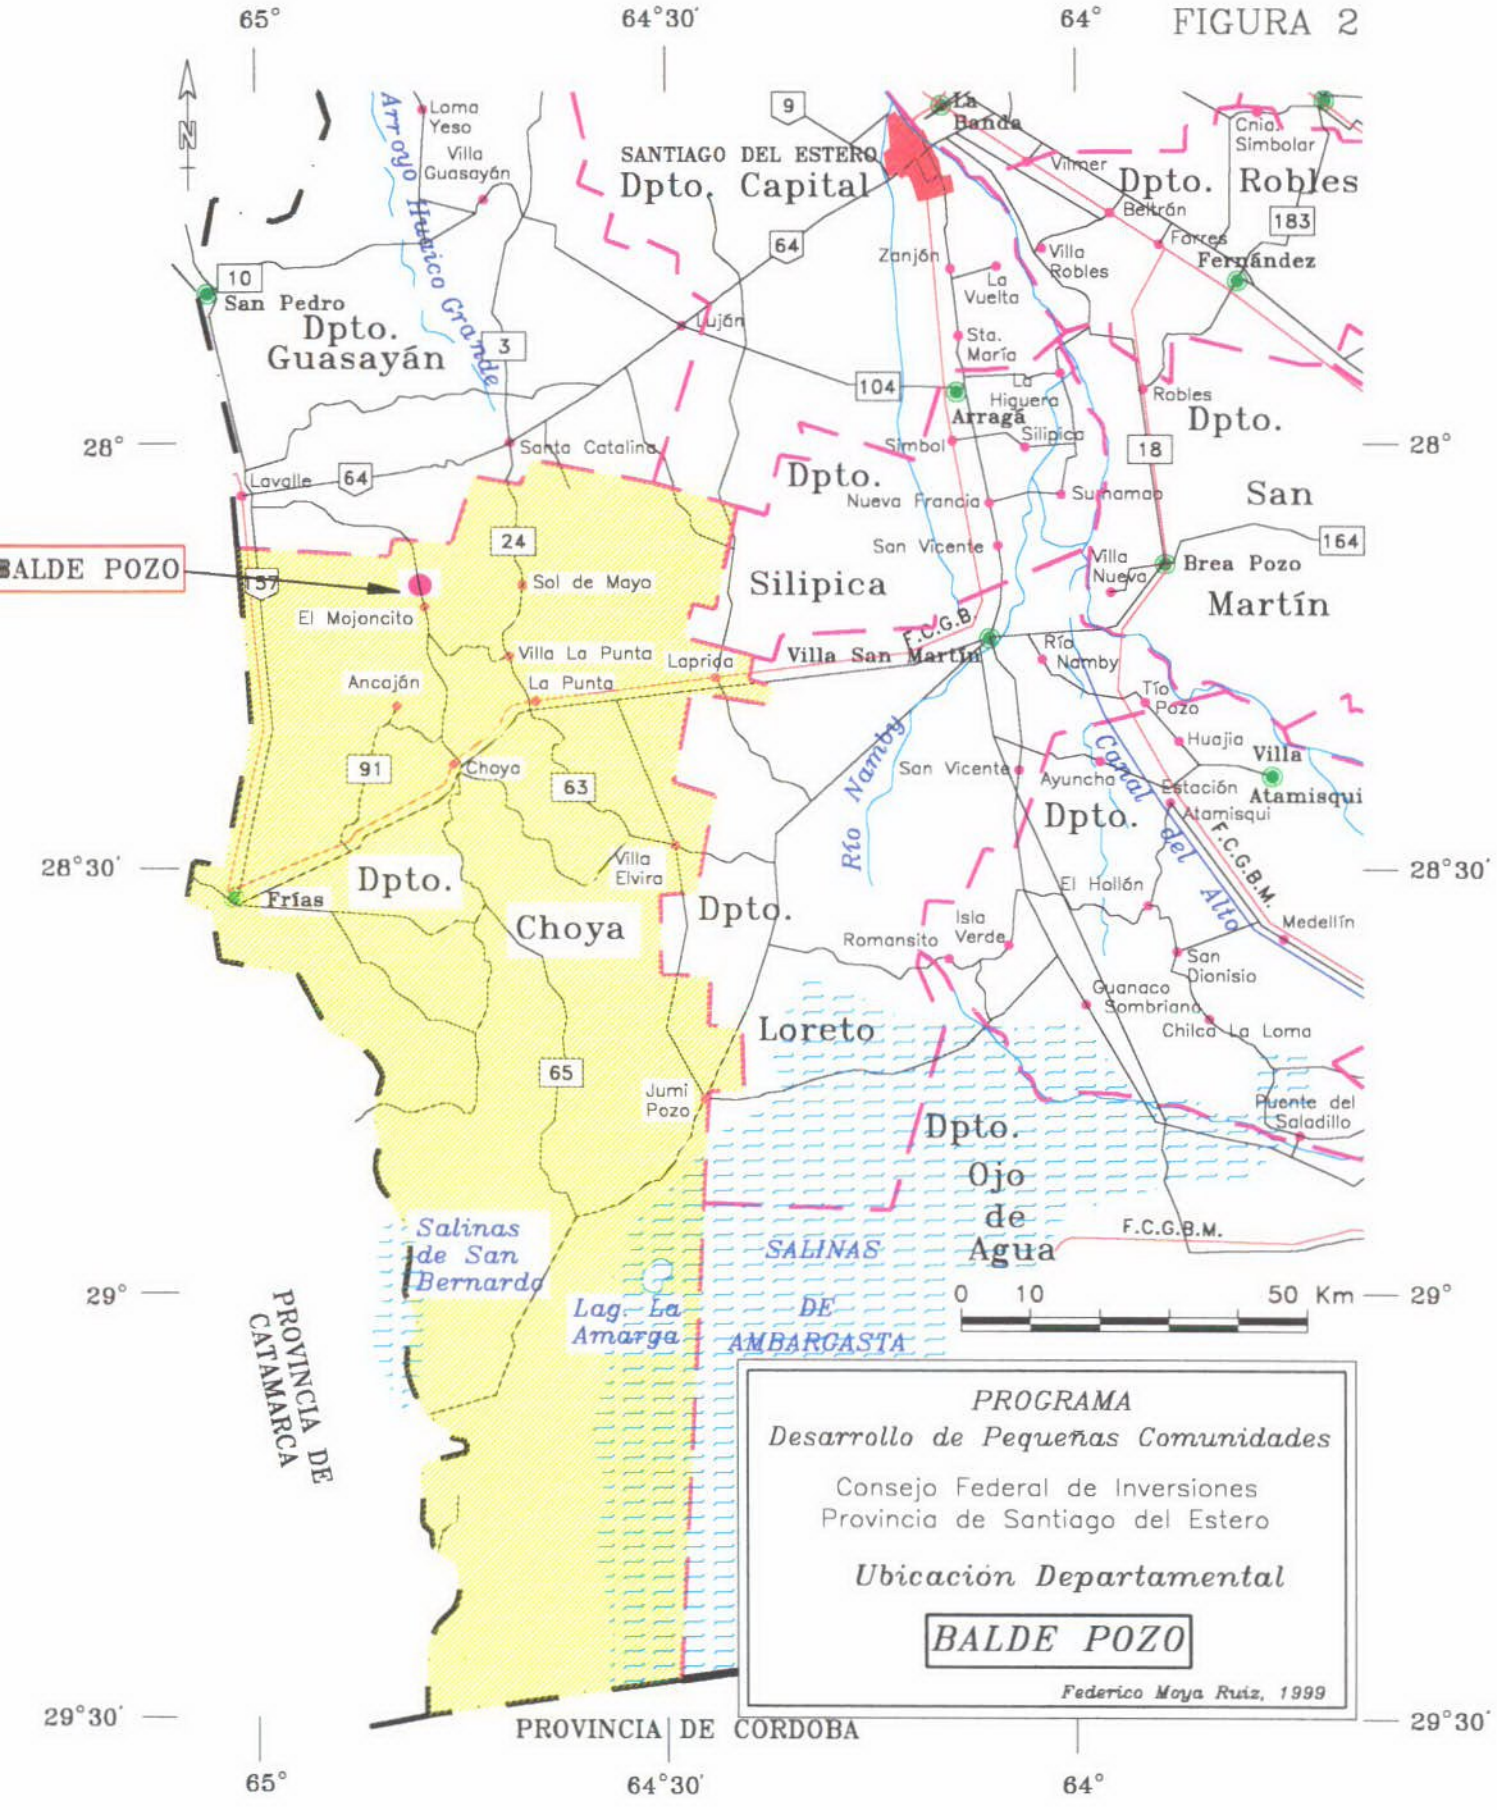 65°
64°30'
64°
FIGURA 2
N
Loma
Yeso
Villa
Guasayán
Arroyo Huaico Grande
9
La
Banda
Cnia.
Simbolar
SANTIAGO DEL ESTERO
Dpto. Capital
Vilmer
Dpto. Robles
Beltrán
183
64
Zanjón
Villa
Robles
Forres
Fernández
La
Vuelta
10
San Pedro
Dpto.
Guasayán
3
Luján
Sta.
María
104
La
Higuera
Arragá
Robles
Dpto.
28°
Santa Catalina
Simbol
Silipica
18
28°
Lavalle
64
Dpto.
Nueva Francia
Sumamao
San
24
San Vicente
164
BALDE POZO
157
Sol de Mayo
Villa
Nueva
Brea Pozo
El Mojoncito
Silipica
Martín
F.C.G.B.
Villa La Punta
Laprida
Villa San Martín
Río
Namby
Ancaján
La Punta
Tío
Pozo
Río Namby
Huajia
Villa
Atamisqui
91
Choya
63
San Vicente
Ayuncha
Canal del Alto
Estación
Atamisqui
Dpto.
F.C.G.B.M.
28°30'
Villa
Elvira
28°30'
Dpto.
El Hollón
Frías
Choya
Dpto.
Isla
Verde
Medellín
Romansito
San
Dionisio
Guanaco
Sombriana
Loreto
Chilca La Loma
65
Jumi
Pozo
Puente del
Saladillo
Dpto.
Ojo
de
Agua
Salinas
de San
Bernardo
SALINAS
DE
AMBARGASTA
F.C.G.B.M.
29°
Lag. La
Amarga
0 10 50 Km
29°
PROVINCIA DE
CATAMARCA
PROGRAMA
Desarrollo de Pequeñas Comunidades
Consejo Federal de Inversiones
Provincia de Santiago del Estero
Ubicación Departamental
BALDE POZO
Federico Moya Ruiz, 1999
29°30'
PROVINCIA DE CORDOBA
29°30'
65°
64°30'
64°